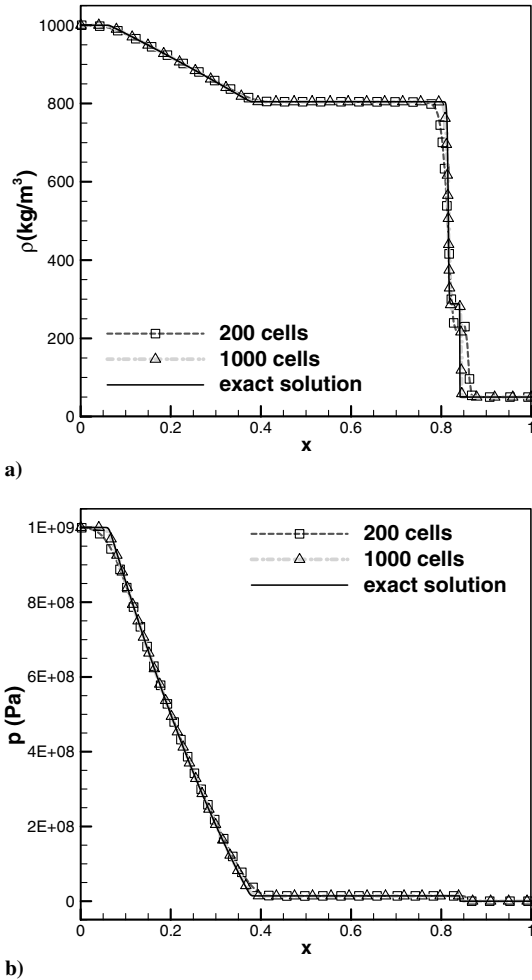 1000
800
600
400
200
0
ρ(kg/m³)
200 cells
1000 cells
exact solution
0 0.2 0.4 0.6 0.8 1
x
a)
1E+09
8E+08
6E+08
4E+08
2E+08
0
p (Pa)
200 cells
1000 cells
exact solution
0 0.2 0.4 0.6 0.8 1
x
b)